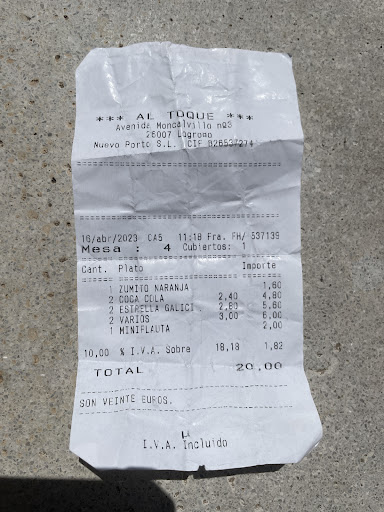 *** AL TOQUE ***
Avenida Moncalvillo nº3
26007 Logroño
Nuevo Porto S.L. CIF B26537274
16/abr/2023 CA5 11:18 Fra. FH/ 537139
Mesa : 4 Cubiertos: 1
Cant. Plato Importe
1 ZUMITO NARANJA 1,60
2 COCA COLA 2,40 4,80
2 ESTRELLA GALICI 2,80 5,60
2 VARIOS 3,00 6,00
1 MINIFLAUTA 2,00
10,00 % I.V.A. Sobre 18,18 1,82
TOTAL 20,00
SON VEINTE EUROS.
I.V.A. Incluido